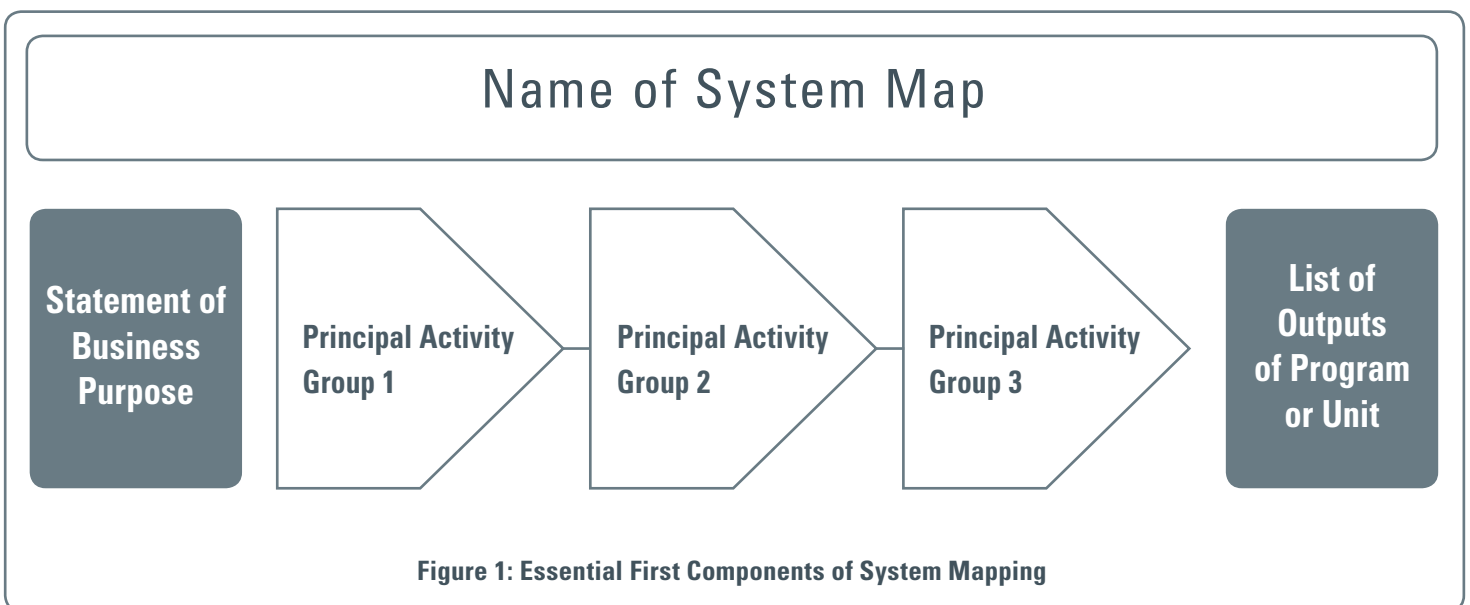 Name of System Map
Statement of
Business
Purpose
Principal Activity
Group 1
Principal Activity
Group 2
Principal Activity
Group 3
List of
Outputs
of Program
or Unit
Figure 1: Essential First Components of System Mapping